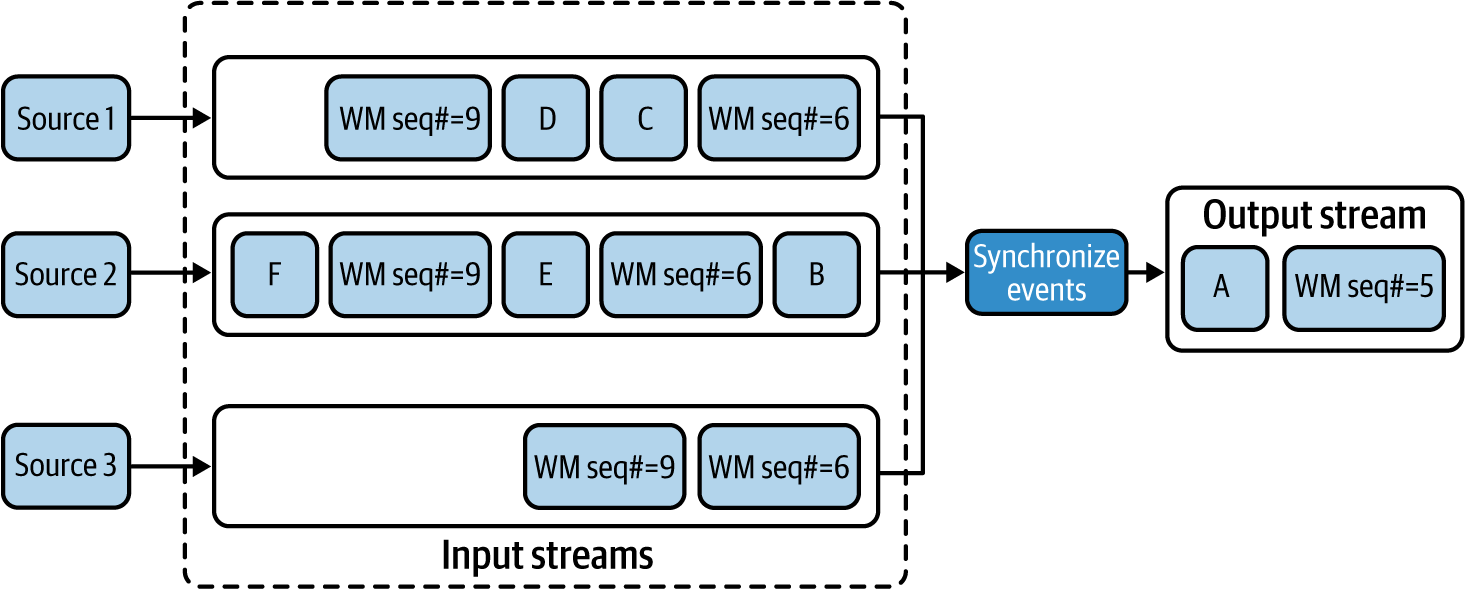 Source 1
WM seq#=9
D
C
WM seq#=6
Source 2
F
WM seq#=9
E
WM seq#=6
B
Source 3
WM seq#=9
WM seq#=6
Input streams
Synchronize
events
Output stream
A
WM seq#=5